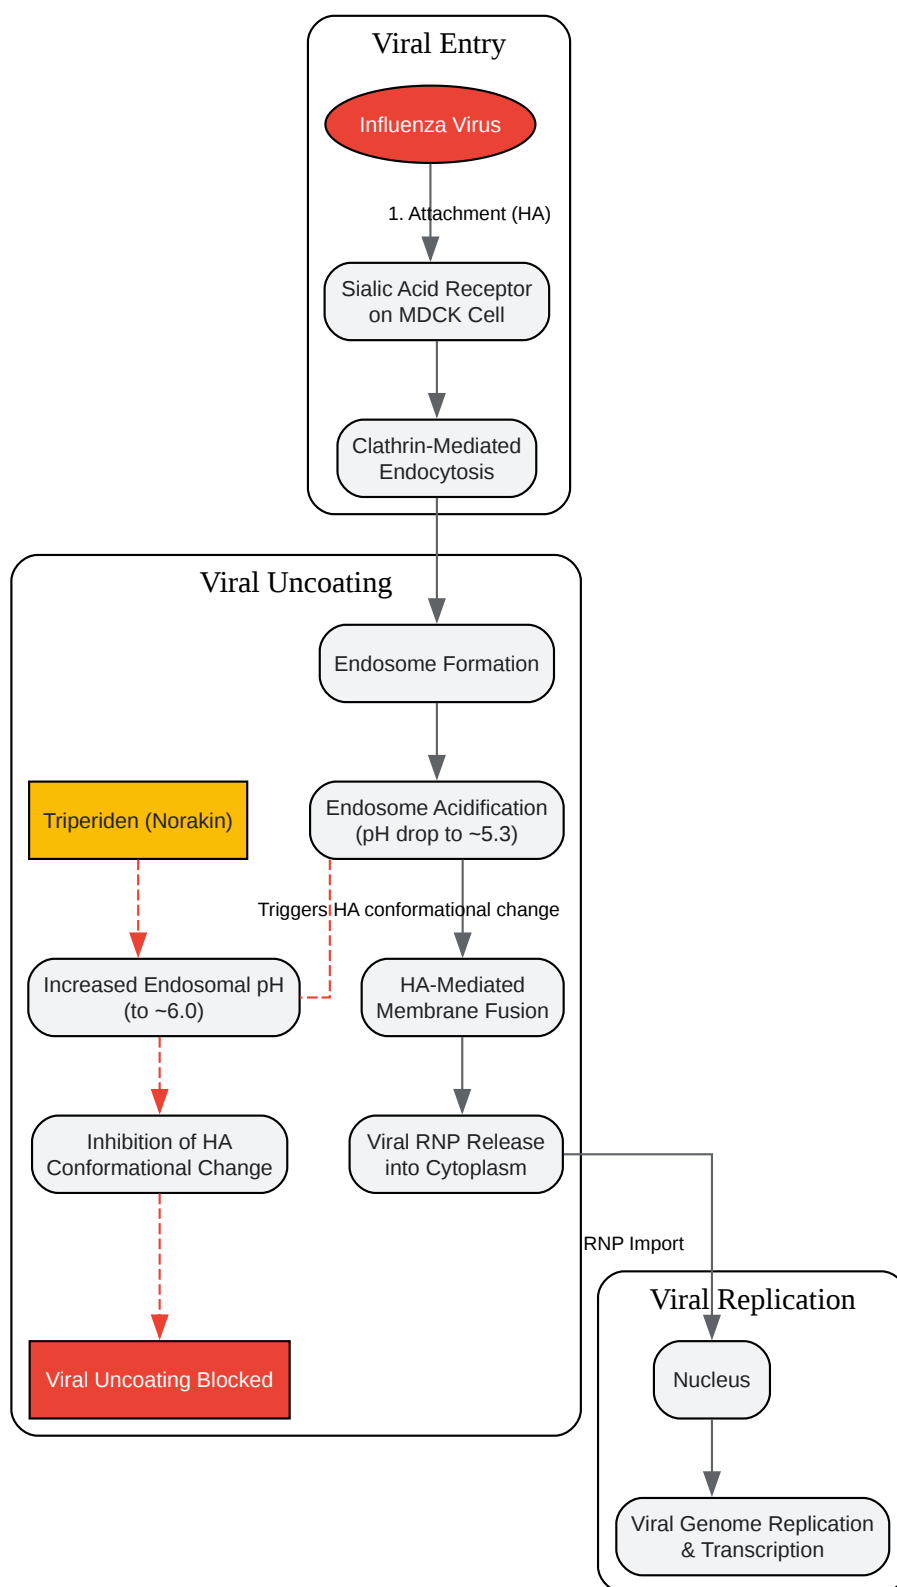 Viral Entry
Influenza Virus
1. Attachment (HA)
Sialic Acid Receptor
on MDCK Cell
Clathrin-Mediated
Endocytosis
Viral Uncoating
Endosome Formation
Triperiden (Norakin)
Endosome Acidification
(pH drop to ~5.3)
Triggers HA conformational change
Increased Endosomal pH
(to ~6.0)
HA-Mediated
Membrane Fusion
Inhibition of HA
Conformational Change
Viral RNP Release
into Cytoplasm
RNP Import
Viral Uncoating Blocked
Viral Replication
Nucleus
Viral Genome Replication
& Transcription